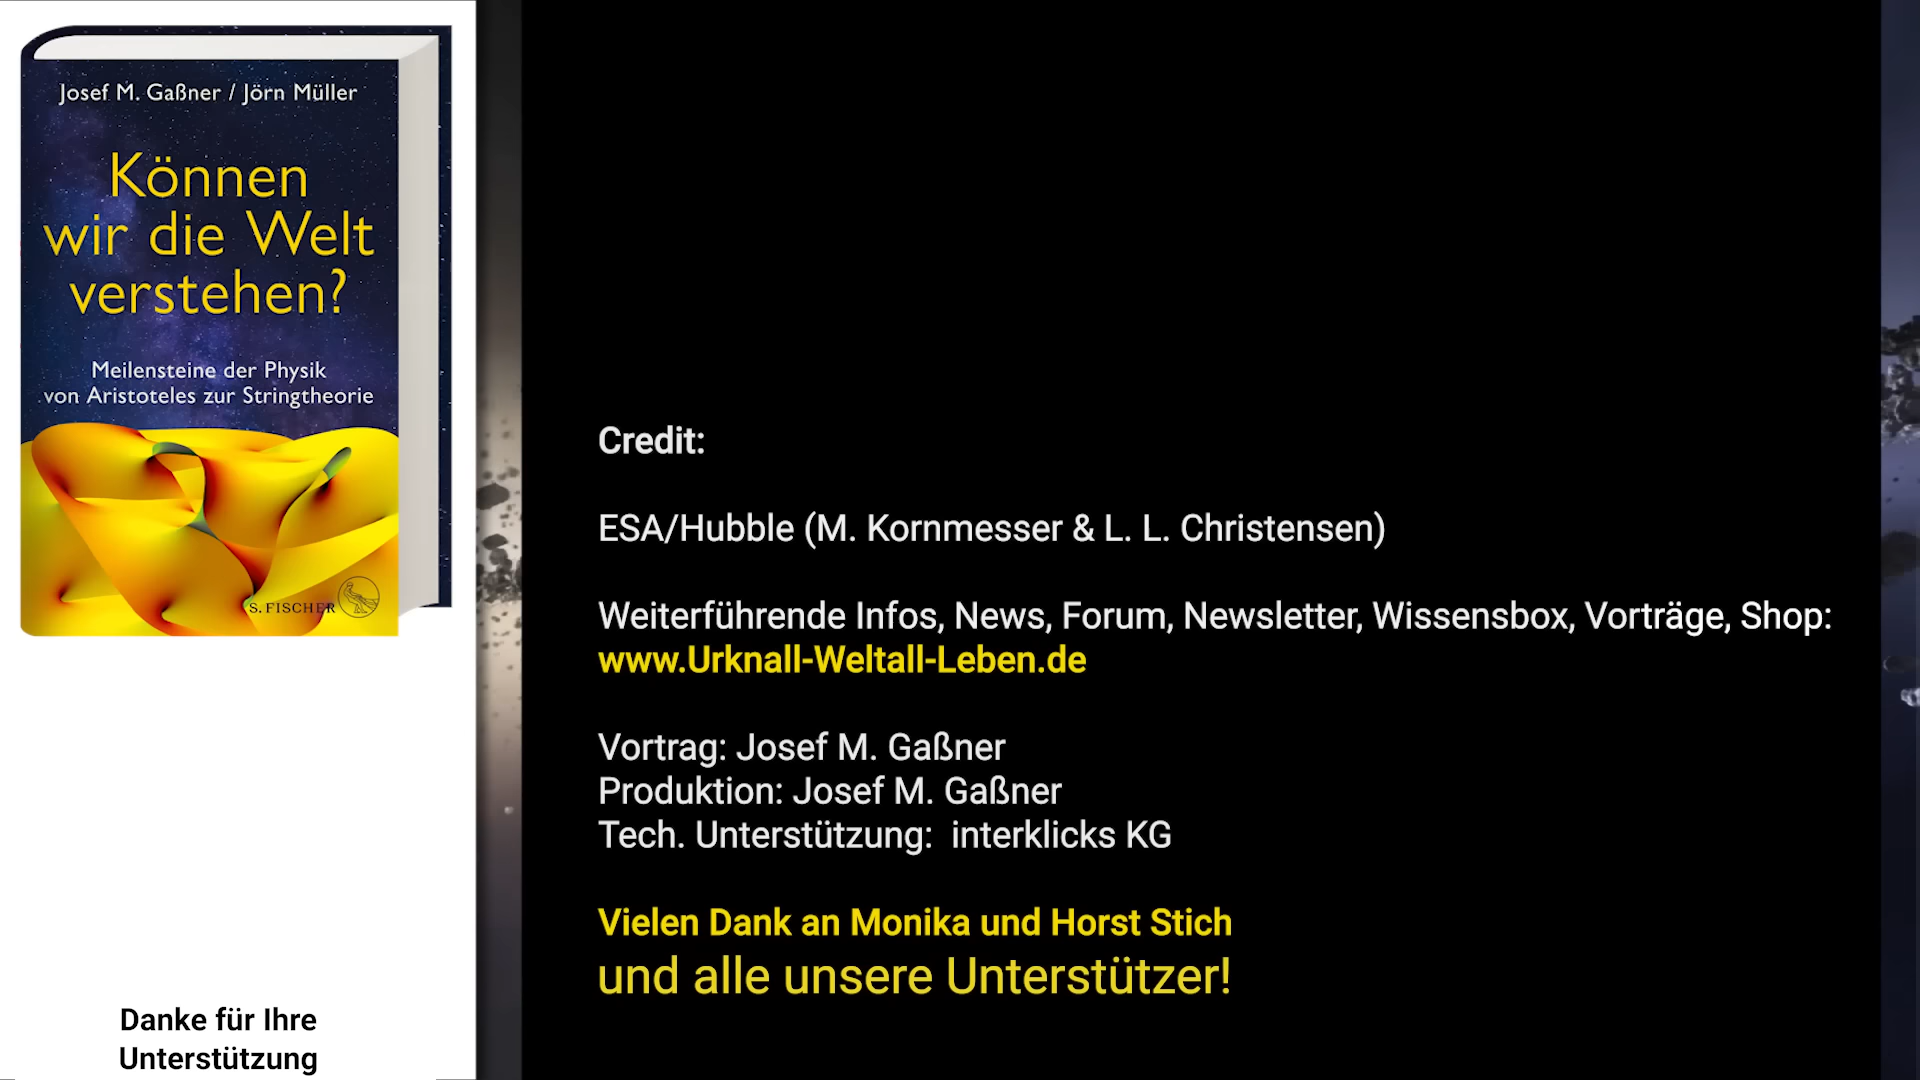 Josef M. Gaßner / Jörn Müller
Können
wir die Welt
verstehen?
Meilensteine der Physik
von Aristoteles zur Stringtheorie
S. FISCHER
Danke für Ihre
Unterstützung
Credit:
ESA/Hubble (M. Kornmesser & L. L. Christensen)
Weiterführende Infos, News, Forum, Newsletter, Wissensbox, Vorträge, Shop:
www.Urknall-Weltall-Leben.de
Vortrag: Josef M. Gaßner
Produktion: Josef M. Gaßner
Tech. Unterstützung:  interklicks KG
Vielen Dank an Monika und Horst Stich
und alle unsere Unterstützer!